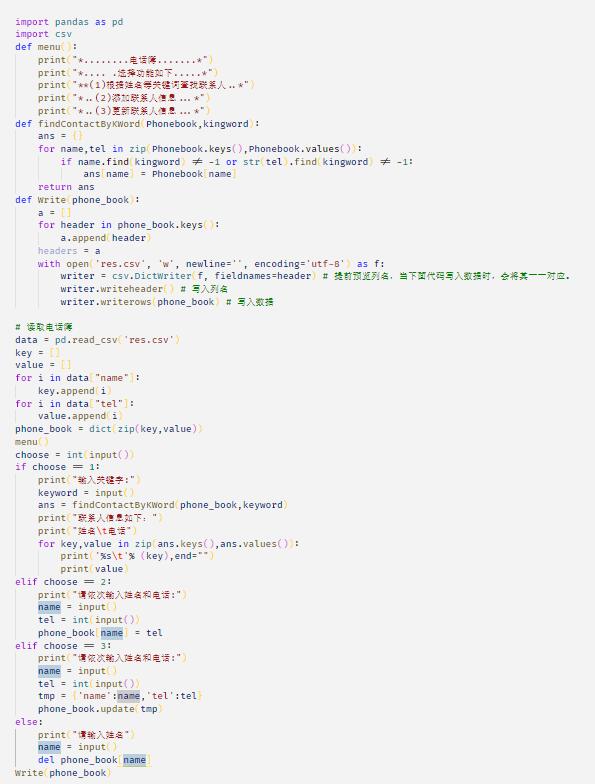 import pandas as pd
import csv
def menu():
    print("*........电话簿.......*")
    print("*.... .选择功能如下.....*")
    print("**(1)根据姓名等关键词查找联系人..*")
    print("*..(2)添加联系人信息...*")
    print("*..(3)更新联系人信息...*")
def findContactByKWord(Phonebook,kingword):
    ans = {}
    for name,tel in zip(Phonebook.keys(),Phonebook.values()):
        if name.find(kingword) != -1 or str(tel).find(kingword) != -1:
            ans[name] = Phonebook[name]
    return ans
def Write(phone_book):
    a = []
    for header in phone_book.keys():
        a.append(header)
    headers = a
    with open('res.csv', 'w', newline='', encoding='utf-8') as f:
        writer = csv.DictWriter(f, fieldnames=header) # 提前预览列名，当下面代码写入数据时，会将其一一对应。
        writer.writeheader() # 写入列名
        writer.writerows(phone_book) # 写入数据
# 读取电话簿
data = pd.read_csv('res.csv')
key = []
value = []
for i in data["name"]:
    key.append(i)
for i in data["tel"]:
    value.append(i)
phone_book = dict(zip(key,value))
menu()
choose = int(input())
if choose == 1:
    print("输入关键字:")
    keyword = input()
    ans = findContactByKWord(phone_book,keyword)
    print("联系人信息如下：")
    print("姓名\t电话")
    for key,value in zip(ans.keys(),ans.values()):
        print('%s\t'% (key),end="")
        print(value)
elif choose == 2:
    print("请依次输入姓名和电话:")
    name = input()
    tel = int(input())
    phone_book[name] = tel
elif choose == 3:
    print("请依次输入姓名和电话:")
    name = input()
    tel = int(input())
    tmp = {'name':name,'tel':tel}
    phone_book.update(tmp)
else:
    print("请输入姓名")
    name = input()
    del phone_book[name]
Write(phone_book)